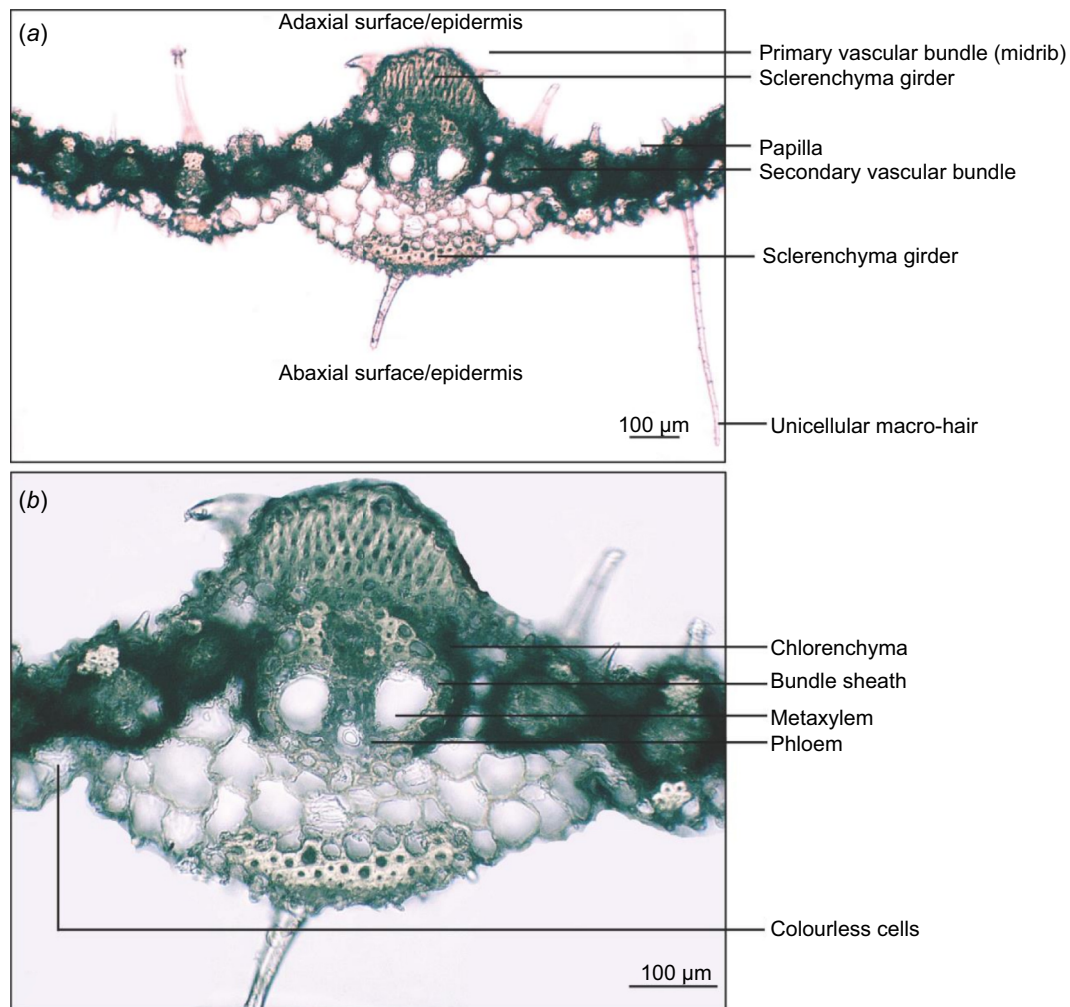 (a)
Adaxial surface/epidermis
Primary vascular bundle (midrib)
Sclerenchyma girder
Papilla
Secondary vascular bundle
Sclerenchyma girder
Abaxial surface/epidermis
100 µm
Unicellular macro-hair
(b)
Chlorenchyma
Bundle sheath
Metaxylem
Phloem
Colourless cells
100 µm